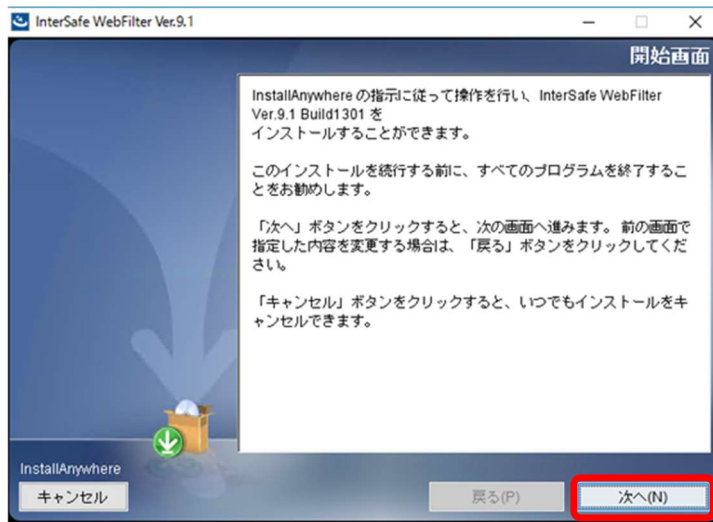 InterSafe WebFilter Ver.9.1
開始画面
InstallAnywhere の指示に従って操作を行い、InterSafe WebFilter
Ver.9.1 Build1301 を
インストールすることができます。
このインストールを続行する前に、すべてのプログラムを終了するこ
とをお勧めします。
「次へ」ボタンをクリックすると、次の画面へ進みます。 前の画面で
指定した内容を変更する場合は、「戻る」ボタンをクリックしてくだ
さい。
「キャンセル」ボタンをクリックすると、いつでもインストールをキ
ャンセルできます。
InstallAnywhere
キャンセル
戻る(P)
次へ(N)